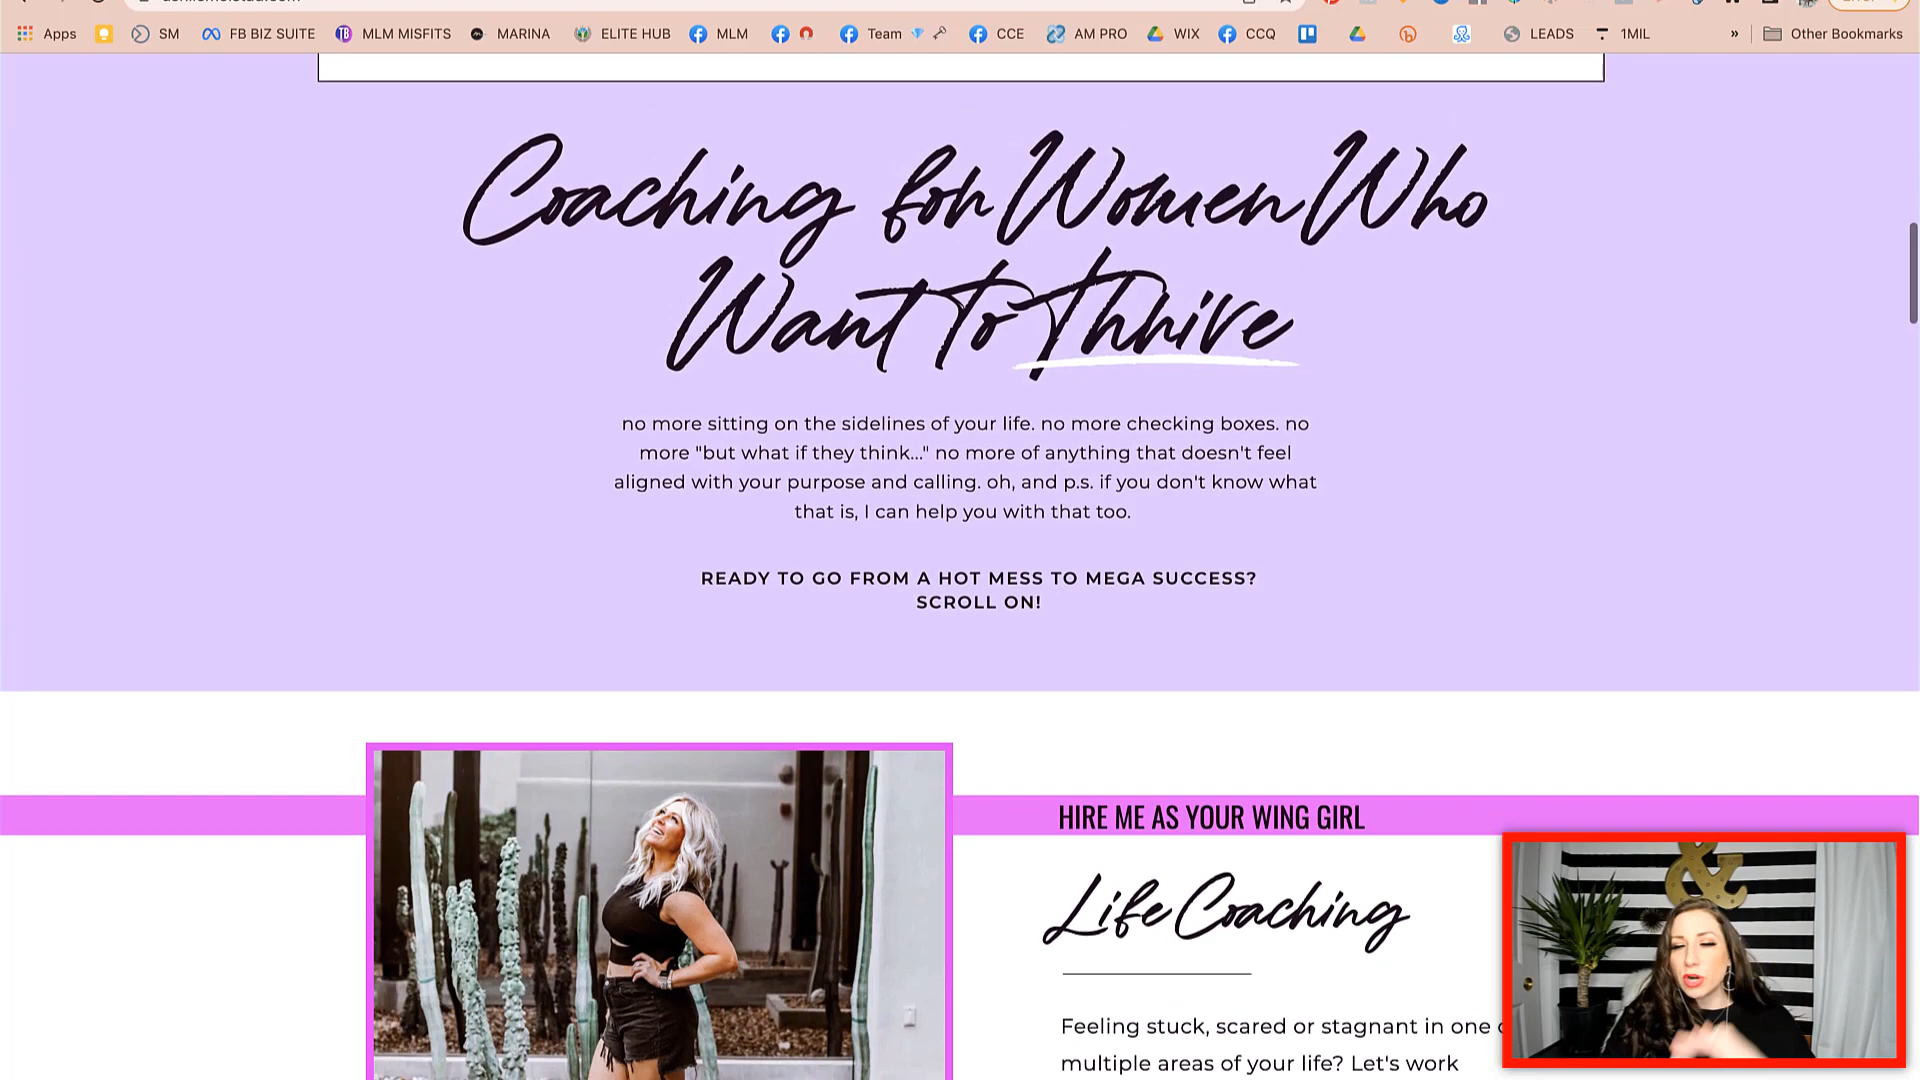 Apps SM FB BIZ SUITE MLM MISFITS MARINA ELITE HUB MLM Team CCE AM PRO WIX CCQ LEADS 1MIL » Other Bookmarks
Coaching for Women Who
Want To Thrive
no more sitting on the sidelines of your life. no more checking boxes. no
more "but what if they think..." no more of anything that doesn't feel
aligned with your purpose and calling. oh, and p.s. if you don't know what
that is, I can help you with that too.
READY TO GO FROM A HOT MESS TO MEGA SUCCESS?
SCROLL ON!
HIRE ME AS YOUR WING GIRL
&
Life Coaching
Feeling stuck, scared or stagnant in one
multiple areas of your life? Let's work